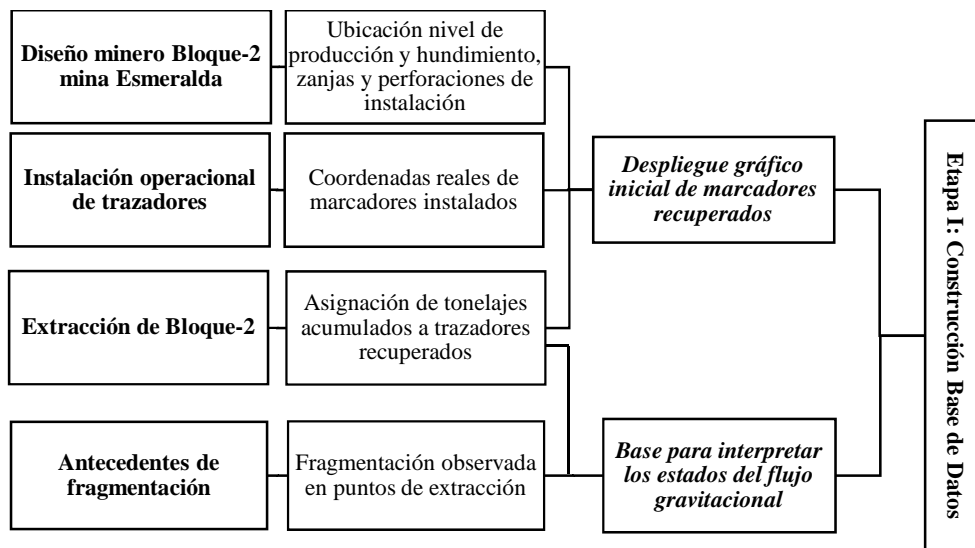 Diseño minero Bloque-2
mina Esmeralda
Ubicación nivel de
producción y hundimiento,
zanjas y perforaciones de
instalación
Instalación operacional
de trazadores
Coordenadas reales de
marcadores instalados
Despliegue gráfico
inicial de marcadores
recuperados
Extracción de Bloque-2
Asignación de tonelajes
acumulados a trazadores
recuperados
Antecedentes de
fragmentación
Fragmentación observada
en puntos de extracción
Base para interpretar
los estados del flujo
gravitacional
Etapa I: Construcción Base de Datos